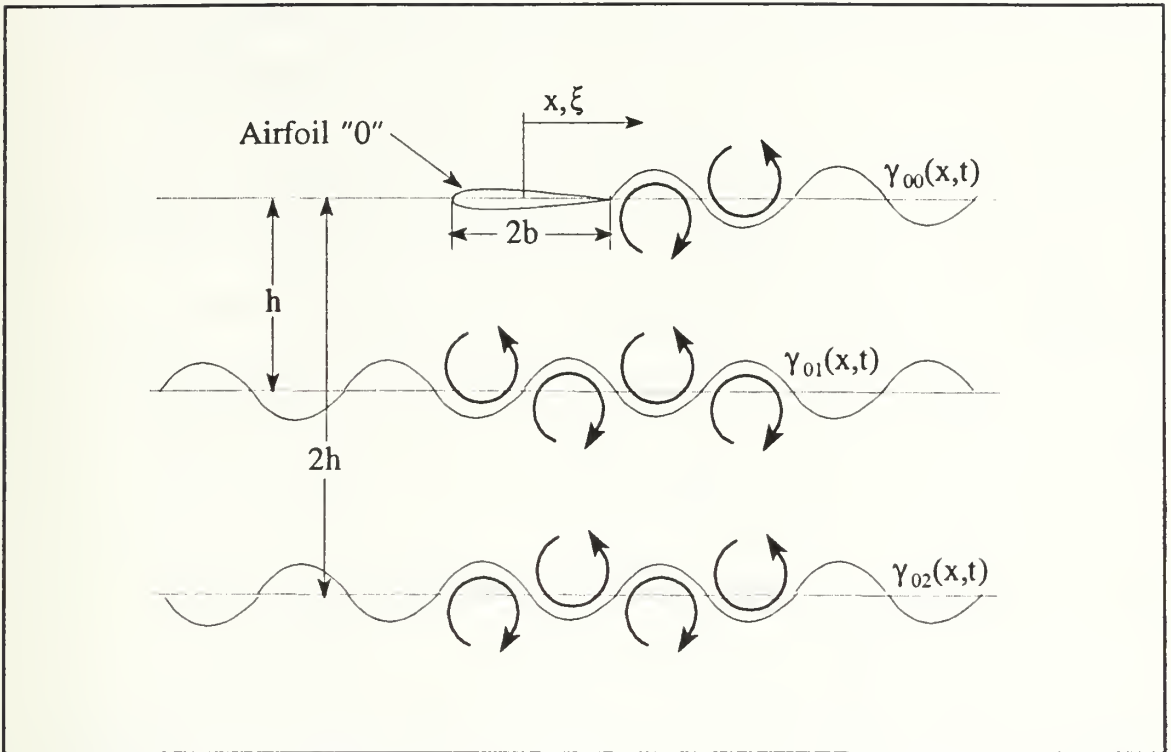 x,ξ
Airfoil "0"
γ₀₀(x,t)
2b
h
γ₀₁(x,t)
2h
γ₀₂(x,t)